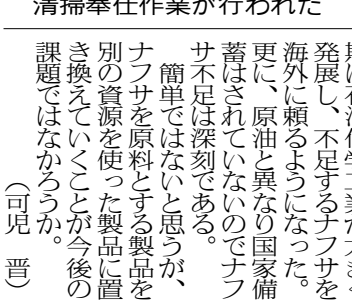 清掃奉仕作業が行われた
発展し、不足するナフサを
海外に頼るようになった。
更に、原油と異なり国家備
蓄はされていないのでナフ
サ不足は深刻である。
簡単ではないと思うが、
ナフサを原料とする製品を
別の資源を使った製品に置
き換えていくことが今後の
課題ではなかろうか。
（可児　晋）